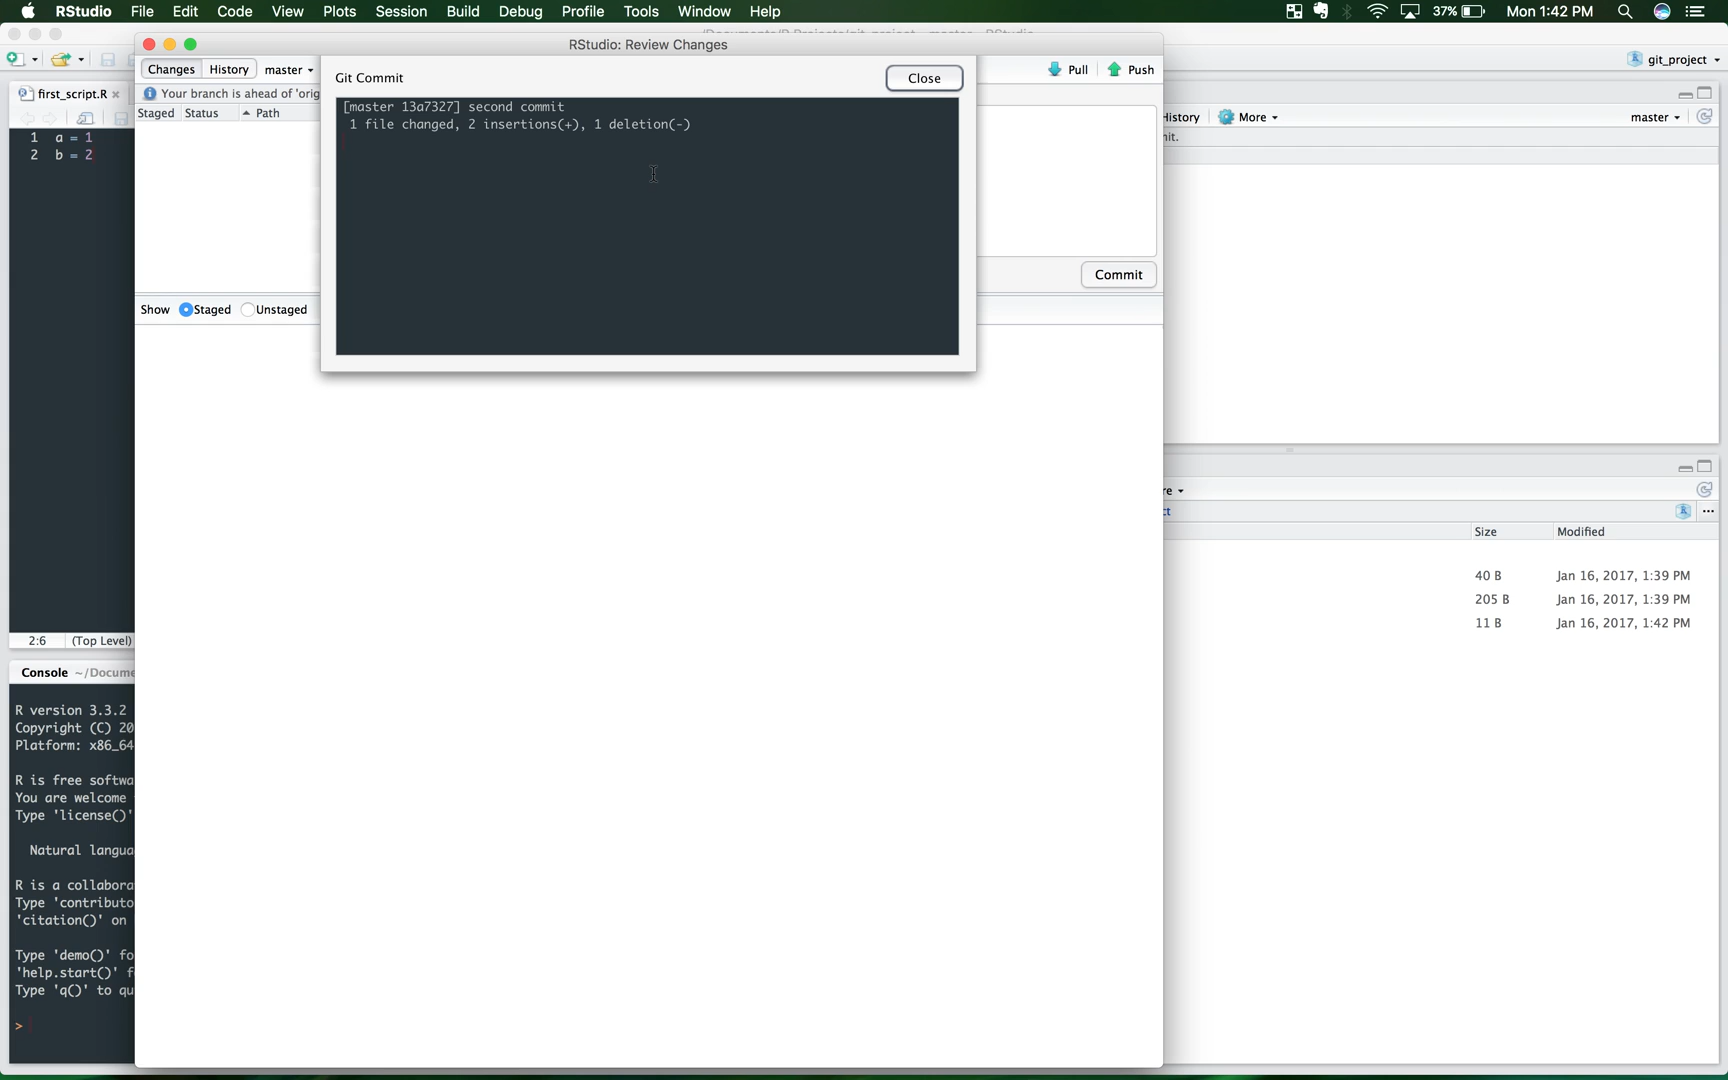 RStudio File Edit Code View Plots Session Build Debug Profile Tools Window Help 37% Mon 1:42 PM
RStudio: Review Changes
git_project
Changes History master
Pull Push
Git Commit
Close
Your branch is ahead of 'orig
Staged Status Path
[master 13a7327] second commit
1 file changed, 2 insertions(+), 1 deletion(-)
Commit
Show Staged Unstaged
first_script.R
1 a = 1
2 b = 2
2:6 (Top Level)
istory More master
it.
re
ct
Size Modified
40 B Jan 16, 2017, 1:39 PM
205 B Jan 16, 2017, 1:39 PM
11 B Jan 16, 2017, 1:42 PM
Console ~/Docume
R version 3.3.2
Copyright (C) 20
Platform: x86_64
R is free softwa
You are welcome
Type 'license()'
Natural langua
R is a collabora
Type 'contributo
'citation()' on
Type 'demo()' fo
'help.start()' f
Type 'q()' to qu
>